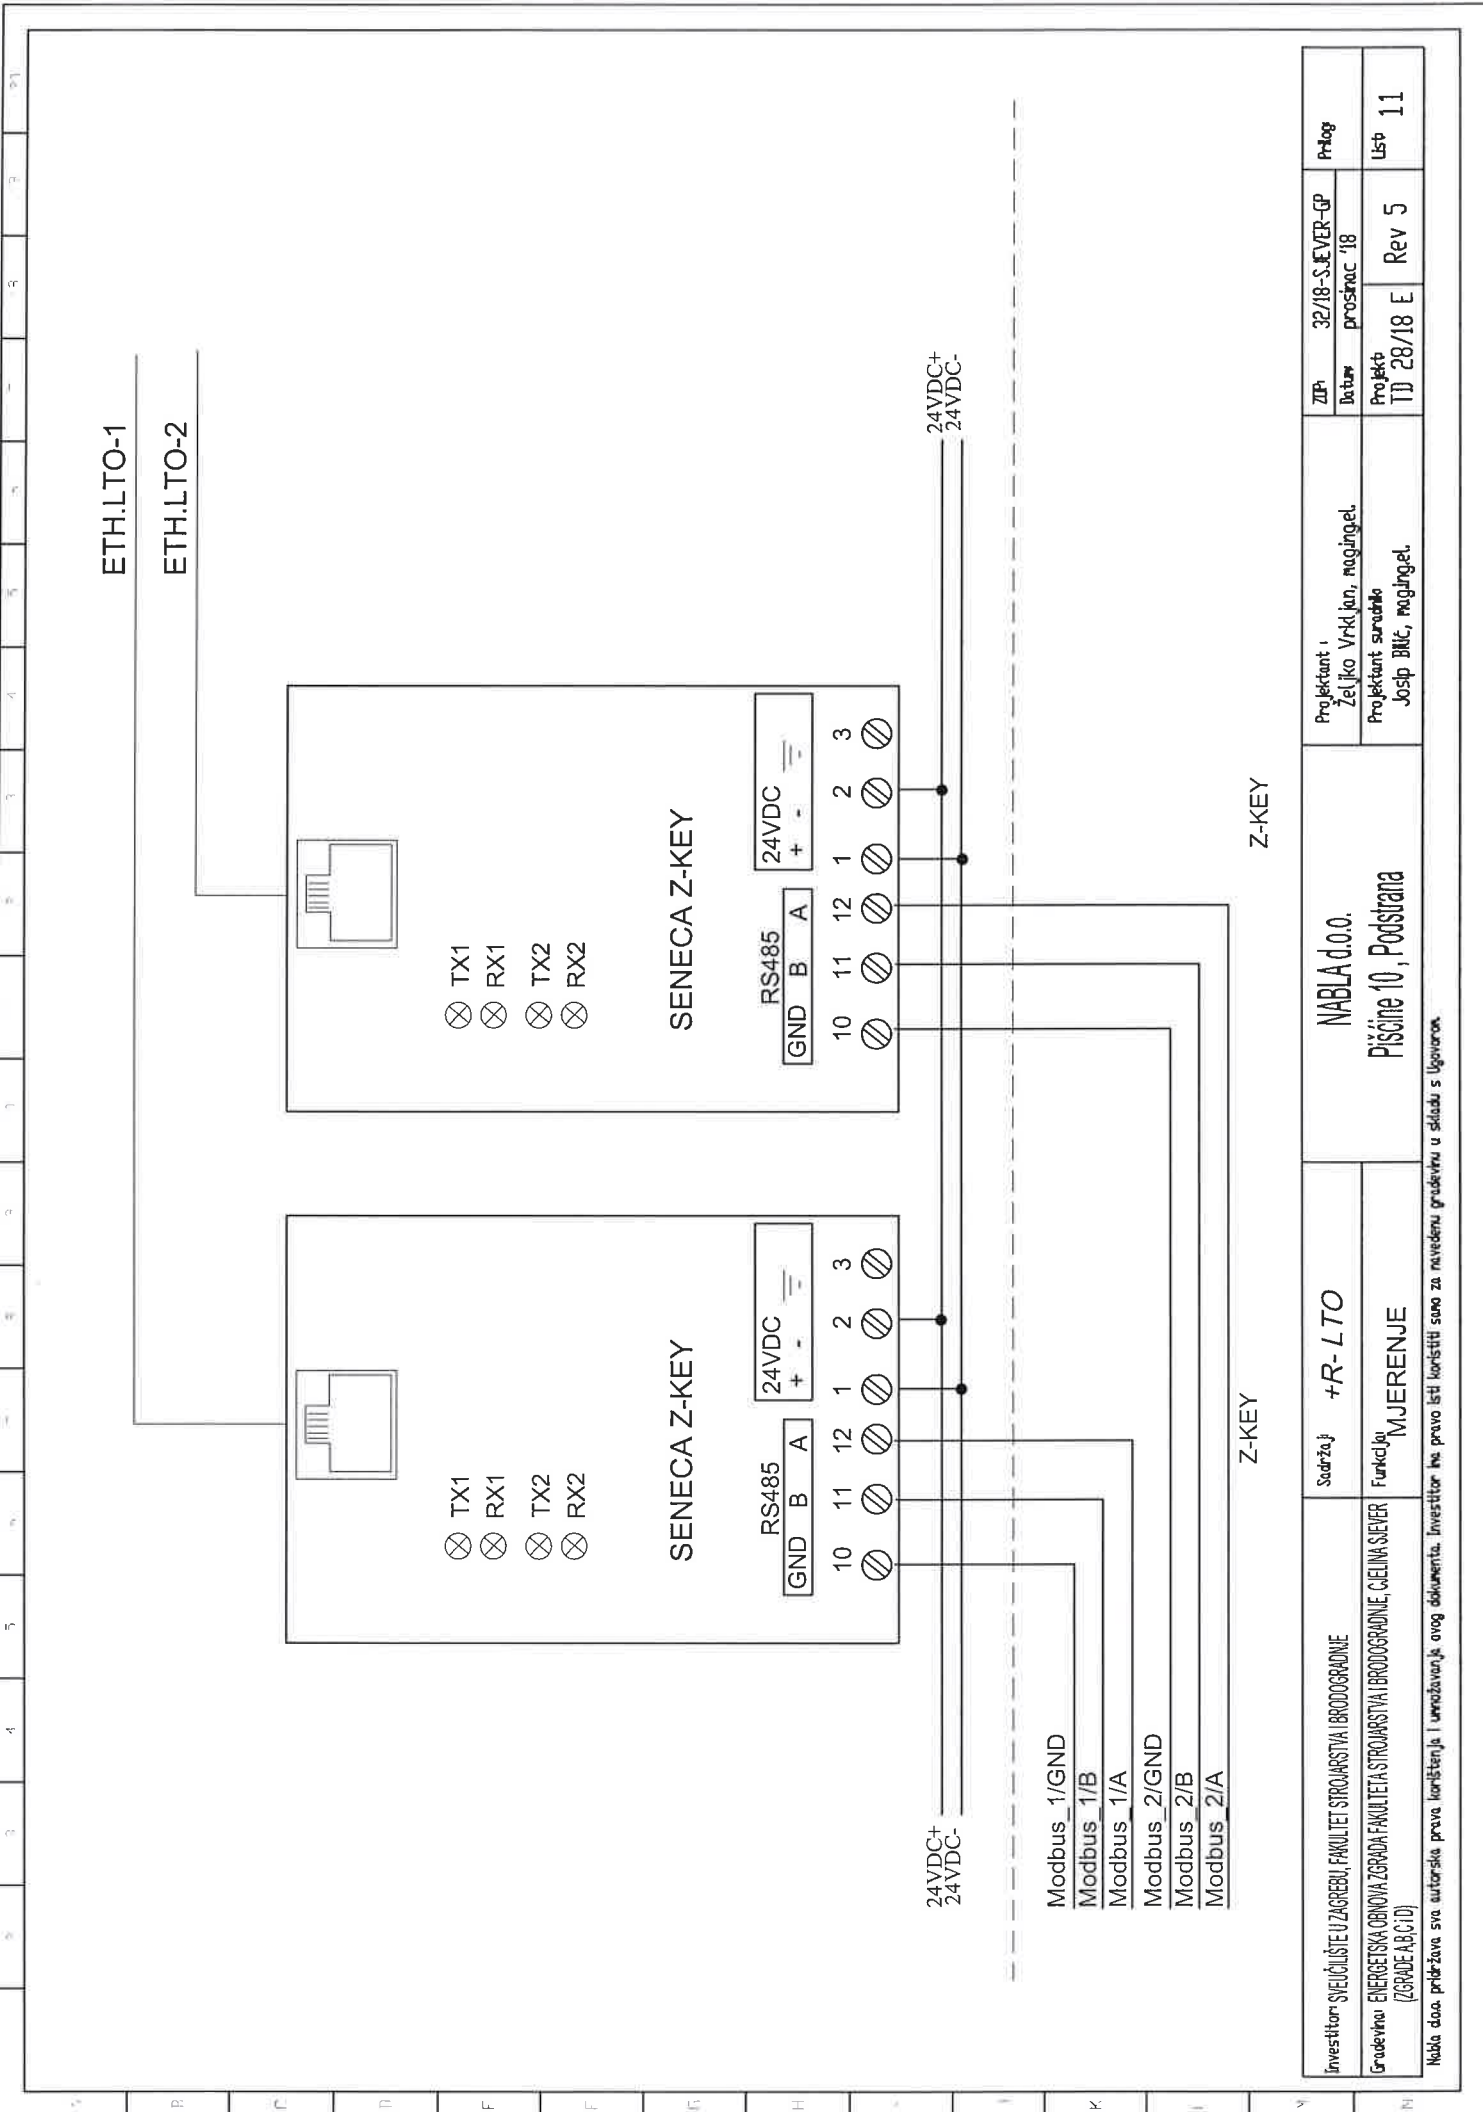 ETH.LTO-1
ETH.LTO-2
TX1
RX1
TX2
RX2
SENECA Z-KEY
RS485
GND B A
24VDC
+ -
10 11 12 1 2 3
TX1
RX1
TX2
RX2
SENECA Z-KEY
RS485
GND B A
24VDC
+ -
10 11 12 1 2 3
24VDC+
24VDC-
24VDC+
24VDC-
Modbus_1/GND
Modbus_1/B
Modbus_1/A
Modbus_2/GND
Modbus_2/B
Modbus_2/A
Z-KEY
Z-KEY
Investitor: SVEUČILIŠTE U ZAGREBU, FAKULTET STROJARSTVA I BRODOGRADNJE
Građevina: ENERGETSKA OBNOVA ZGRADA FAKULTETA STROJARSTVA I BRODOGRADNJE, CJELINA SJEVER
(ZGRADE A,B,C I D)
Sadržaj: +R- LTO
Funkcija:
MJERENJE
NABLA d.o.o.
Piščine 10, Podstrana
Projektant :
Željko Vrkljan, mag.ing.el.
Projektant suradnik:
Josip Bilić, mag.ing.el.
ZOP: 32/18-SJEVER-GP
Datum: prosinac '18
Projekt:
TD 28/18 E
Rev 5
Prilog:
List: 11
Nabla d.o.o. pridržava sva autorska prava korištenja i umnožavanja ovog dokumenta. Investitor ima pravo isti koristiti samo za navedenu građevinu u skladu s Ugovorom.